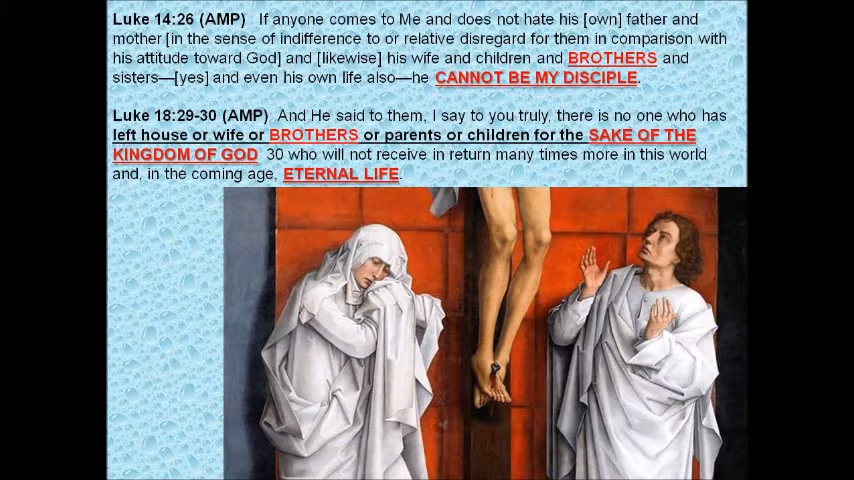 Luke 14:26 (AMP)   If anyone comes to Me and does not hate his [own] father and
mother [in the sense of indifference to or relative disregard for them in comparison with
his attitude toward God] and [likewise] his wife and children and BROTHERS and
sisters—[yes] and even his own life also—he CANNOT BE MY DISCIPLE.
Luke 18:29-30 (AMP)  And He said to them, I say to you truly, there is no one who has
left house or wife or BROTHERS or parents or children for the SAKE OF THE
KINGDOM OF GOD  30 who will not receive in return many times more in this world
and, in the coming age, ETERNAL LIFE.